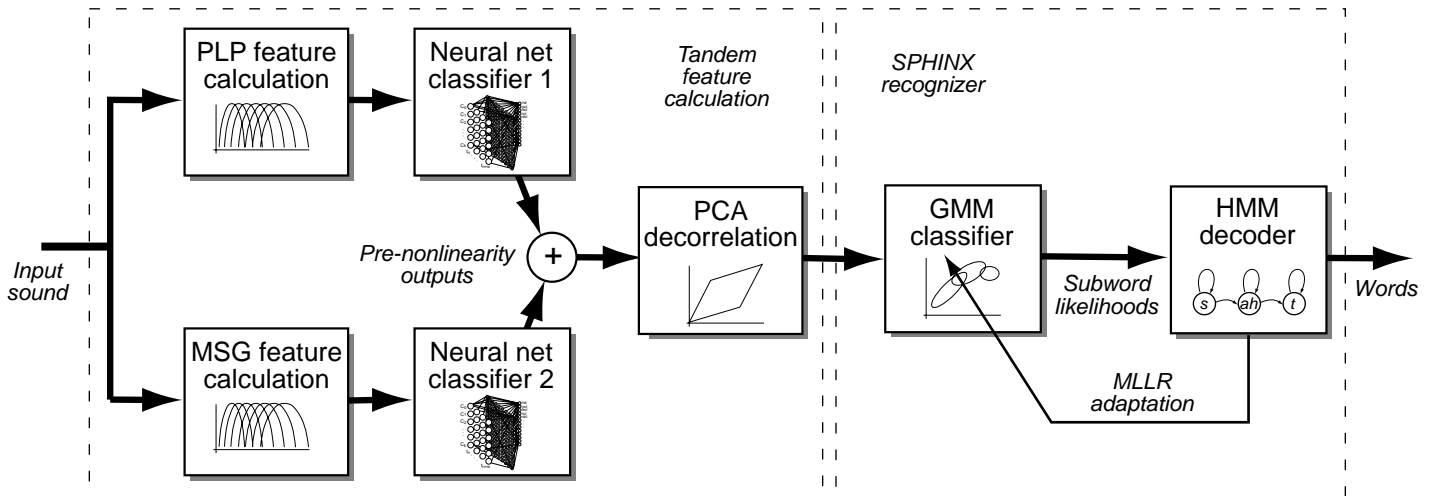 PLP feature
calculation
Neural net
classifier 1
Tandem
feature
calculation
SPHINX
recognizer
Input
sound
Pre-nonlinearity
outputs
+
PCA
decorrelation
GMM
classifier
Subword
likelihoods
HMM
decoder
s
ah
t
Words
MSG feature
calculation
Neural net
classifier 2
MLLR
adaptation